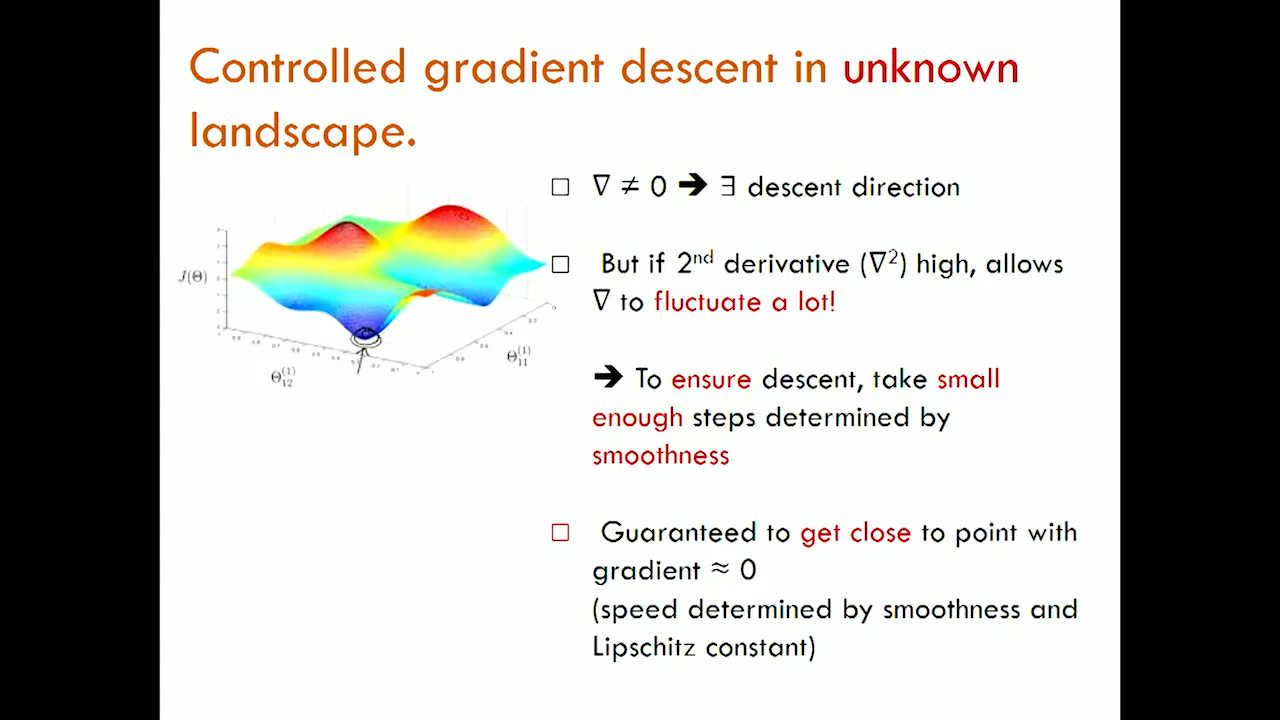 Controlled gradient descent in unknown
landscape.
∇ ≠ 0 ➔ ∃ descent direction
But if 2nd derivative (∇²) high, allows
∇ to fluctuate a lot!
➔ To ensure descent, take small
enough steps determined by
smoothness
Guaranteed to get close to point with
gradient ≈ 0
(speed determined by smoothness and
Lipschitz constant)
J(Θ)
Θ₁₂⁽¹⁾
Θ₁₁⁽¹⁾